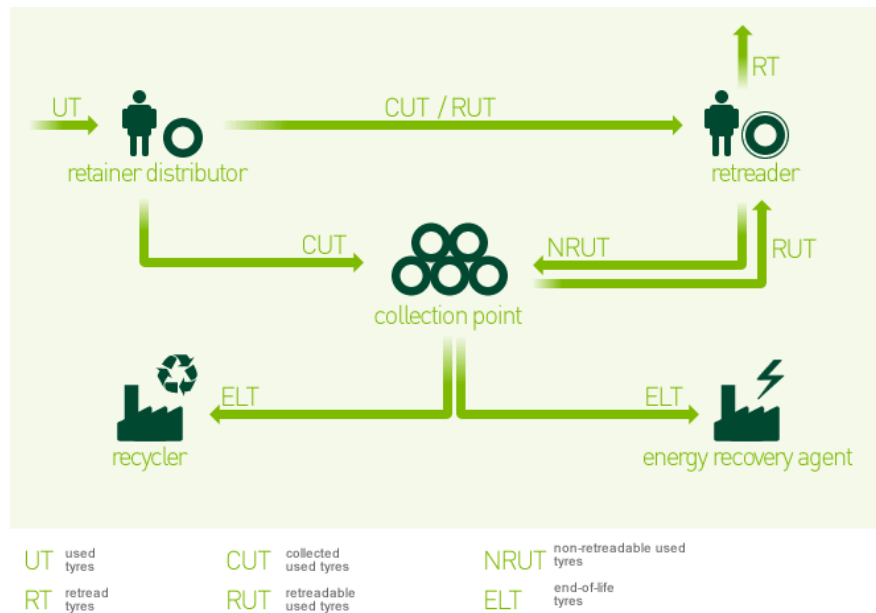 RT
UT
CUT / RUT
retainer distributor
retreader
CUT
NRUT
RUT
collection point
ELT
ELT
recycler
energy recovery agent
UT used
tyres
CUT collected
used tyres
NRUT non-retreadable used
tyres
RT retread
tyres
RUT retreadable
used tyres
ELT end-of-life
tyres